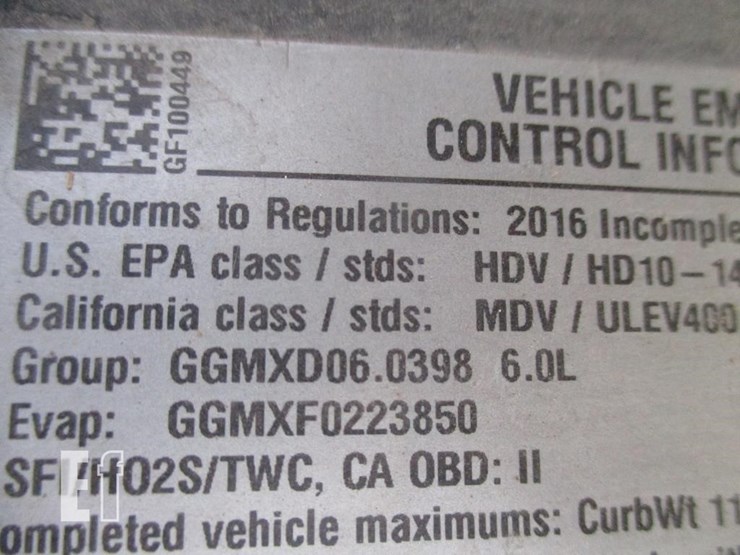 GF100449
VEHICLE EM
CONTROL INFO
Conforms to Regulations: 2016 Incomple
U.S. EPA class / stds: HDV / HD10-14
California class / stds: MDV / ULEV400
Group: GGMXD06.0398 6.0L
Evap: GGMXF0223850
SFI/HO2S/TWC, CA OBD: II
ompleted vehicle maximums: CurbWt 11
Ef